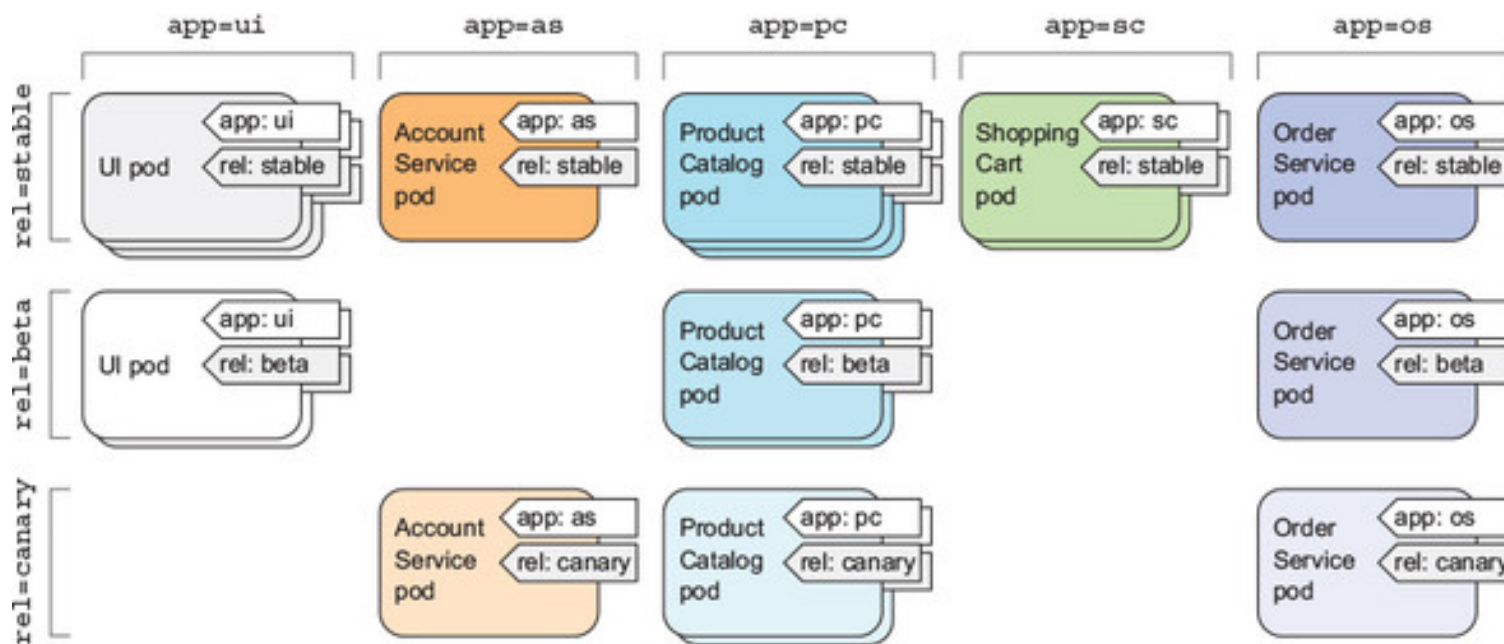 app=ui
app=as
app=pc
app=sc
app=os
rel=stable
UI pod
app: ui
rel: stable
Account
Service
pod
app: as
rel: stable
Product
Catalog
pod
app: pc
rel: stable
Shopping
Cart
pod
app: sc
rel: stable
Order
Service
pod
app: os
rel: stable
rel=beta
UI pod
app: ui
rel: beta
Product
Catalog
pod
app: pc
rel: beta
Order
Service
pod
app: os
rel: beta
rel=canary
Account
Service
pod
app: as
rel: canary
Product
Catalog
pod
app: pc
rel: canary
Order
Service
pod
app: os
rel: canary